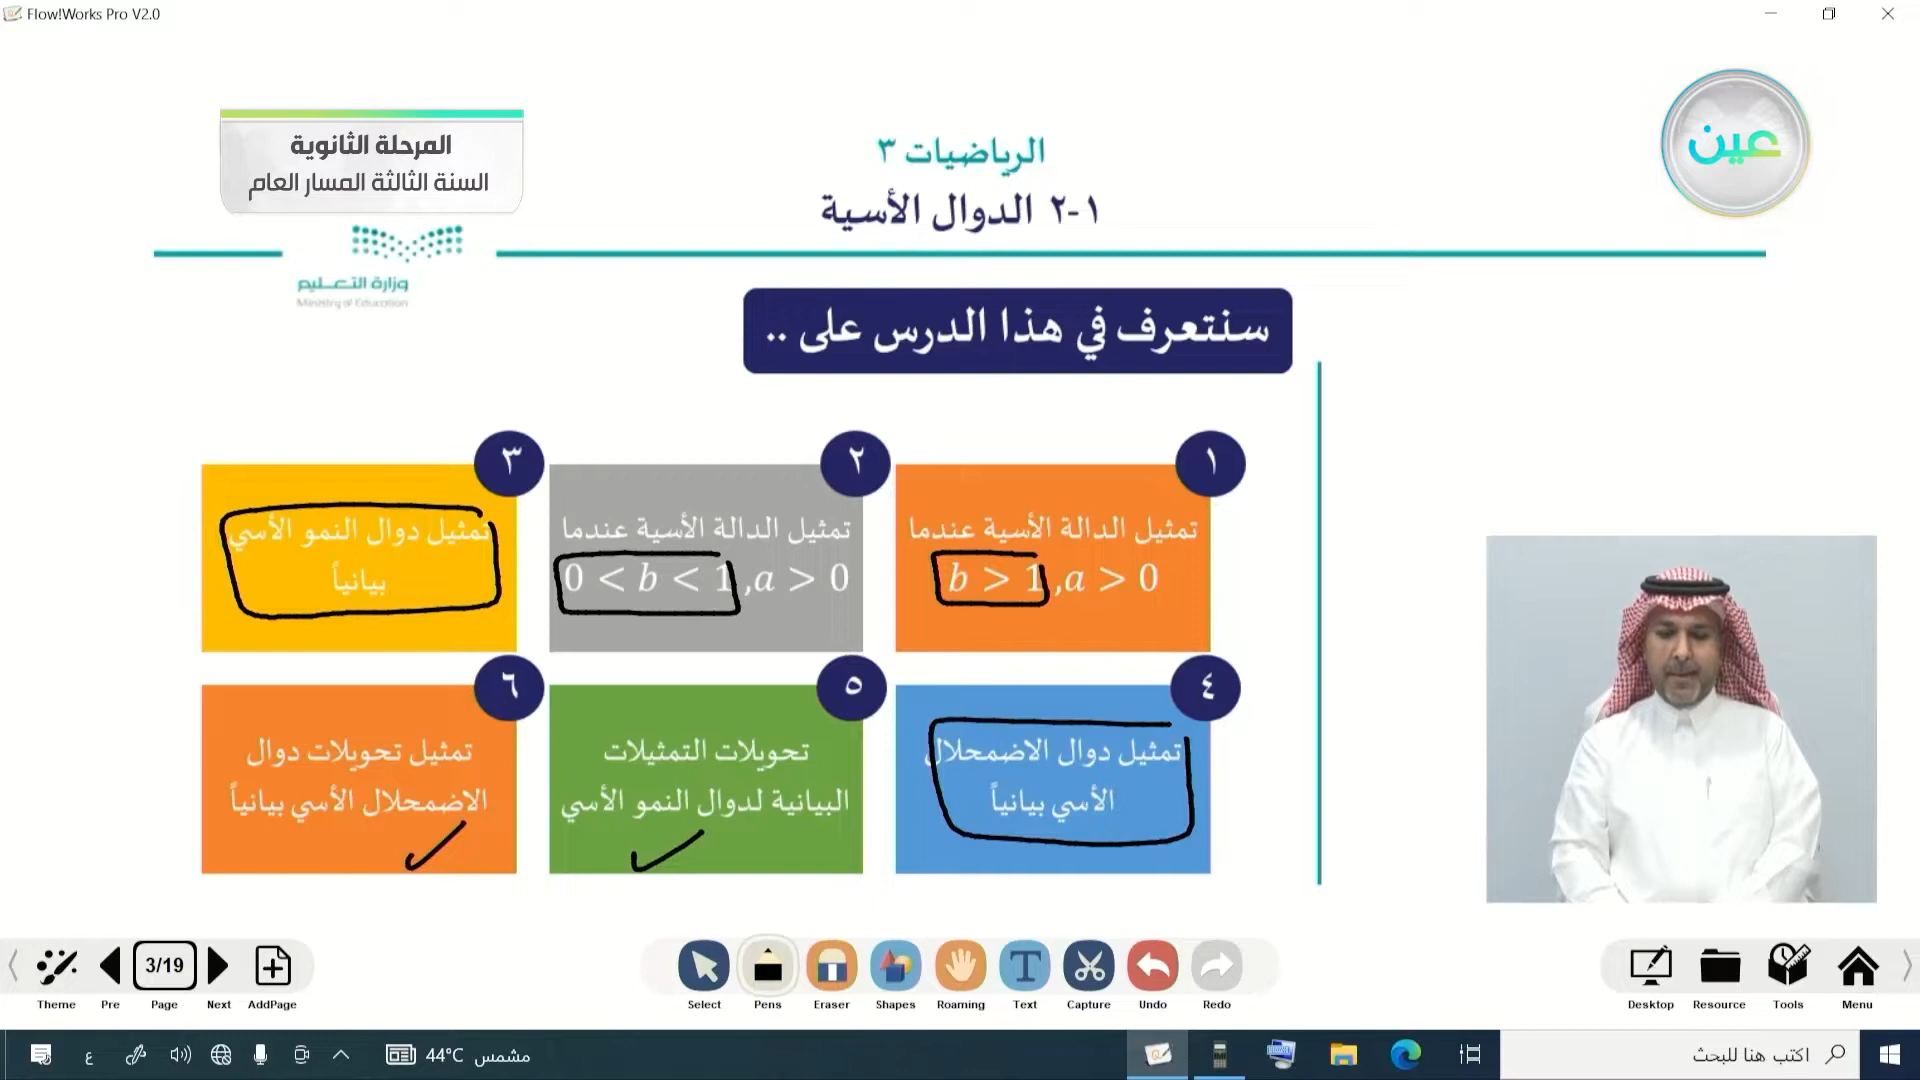 Flow!Works Pro V2.0
عين
المرحلة الثانوية
السنة الثالثة المسار العام
الرياضيات ٣
٢-١ الدوال الأسية
وزارة التعليم
Ministry of Education
سنتعرف في هذا الدرس على ..
١
تمثيل الدالة الأسية عندما
b > 1, a > 0
٢
تمثيل الدالة الأسية عندما
0 < b < 1, a > 0
٣
تمثيل دوال النمو الأسي
بيانياً
٤
تمثيل دوال الاضمحلال
الأسي بيانياً
٥
تحويلات التمثيلات
البيانية لدوال النمو الأسي
٦
تمثيل تحويلات دوال
الاضمحلال الأسي بيانياً
3/19
Theme Pre Page Next AddPage
Select Pens Eraser Shapes Roaming Text Capture Undo Redo
Desktop Resource Tools Menu
ع
44°C مشمس
اكتب هنا للبحث